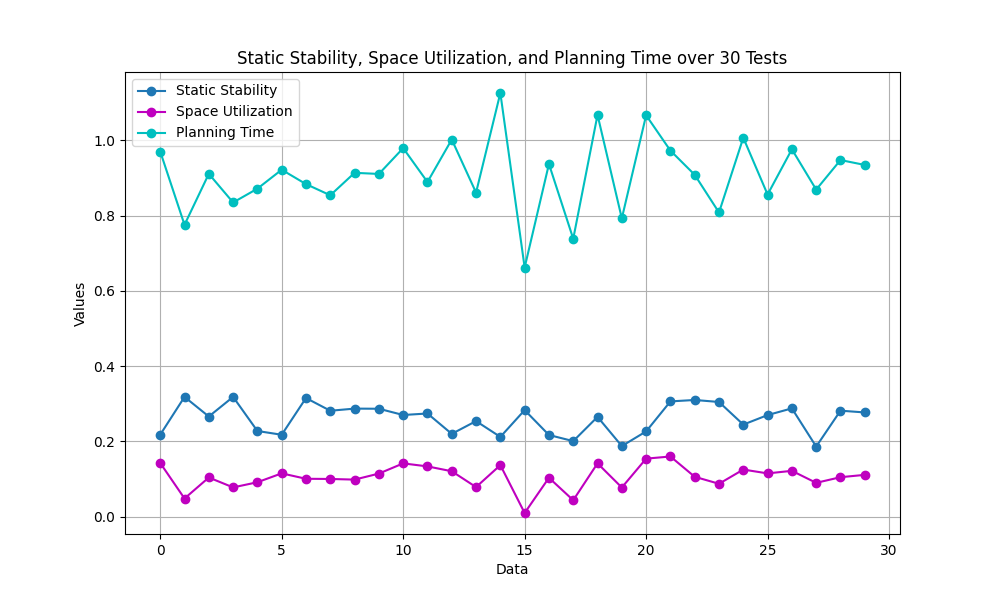 Static Stability, Space Utilization, and Planning Time over 30 Tests
Static Stability
Space Utilization
Planning Time
Values
1.0
0.8
0.6
0.4
0.2
0.0
0 5 10 15 20 25 30
Data